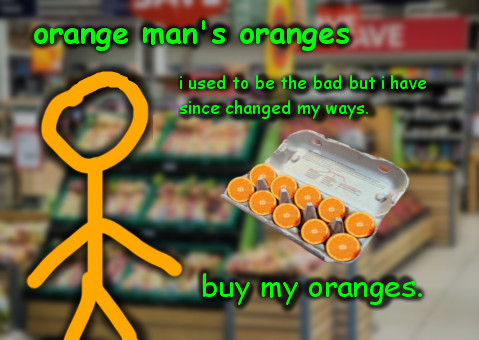 orange man's oranges
i used to be the bad but i have
since changed my ways.
buy my oranges.